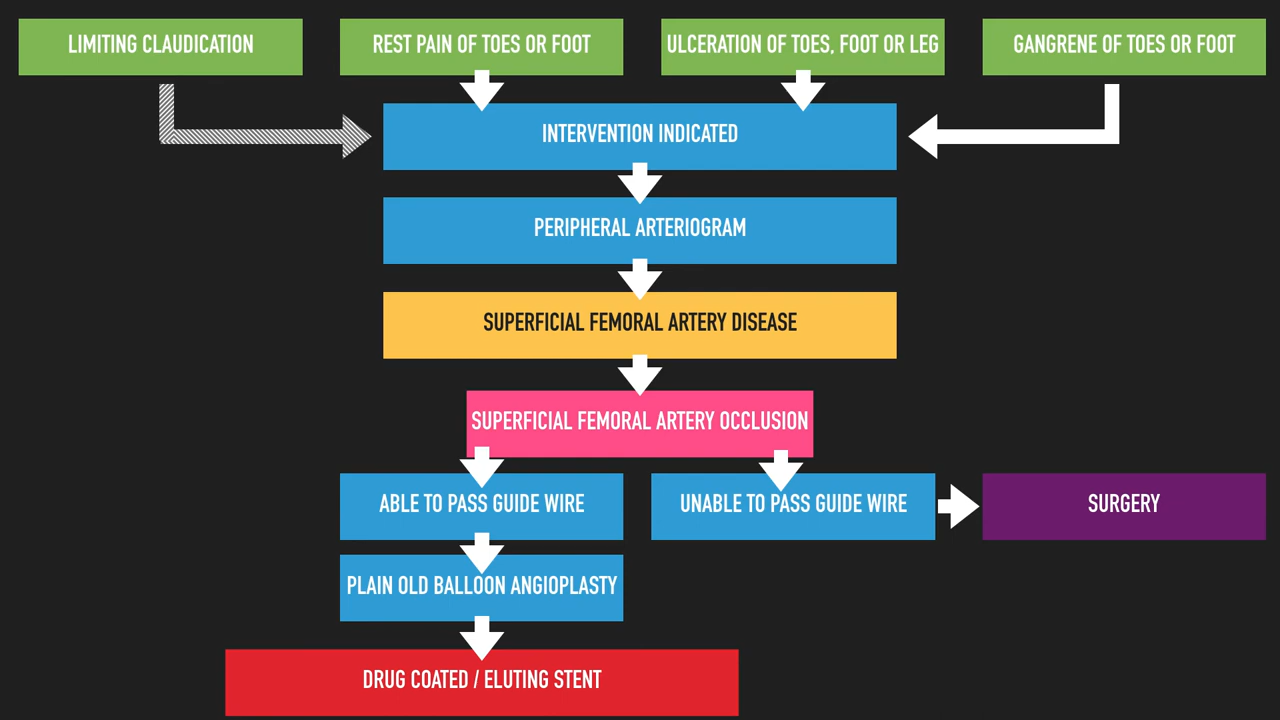 LIMITING CLAUDICATION
REST PAIN OF TOES OR FOOT
ULCERATION OF TOES, FOOT OR LEG
GANGRENE OF TOES OR FOOT
INTERVENTION INDICATED
PERIPHERAL ARTERIOGRAM
SUPERFICIAL FEMORAL ARTERY DISEASE
SUPERFICIAL FEMORAL ARTERY OCCLUSION
ABLE TO PASS GUIDE WIRE
UNABLE TO PASS GUIDE WIRE
SURGERY
PLAIN OLD BALLOON ANGIOPLASTY
DRUG COATED / ELUTING STENT